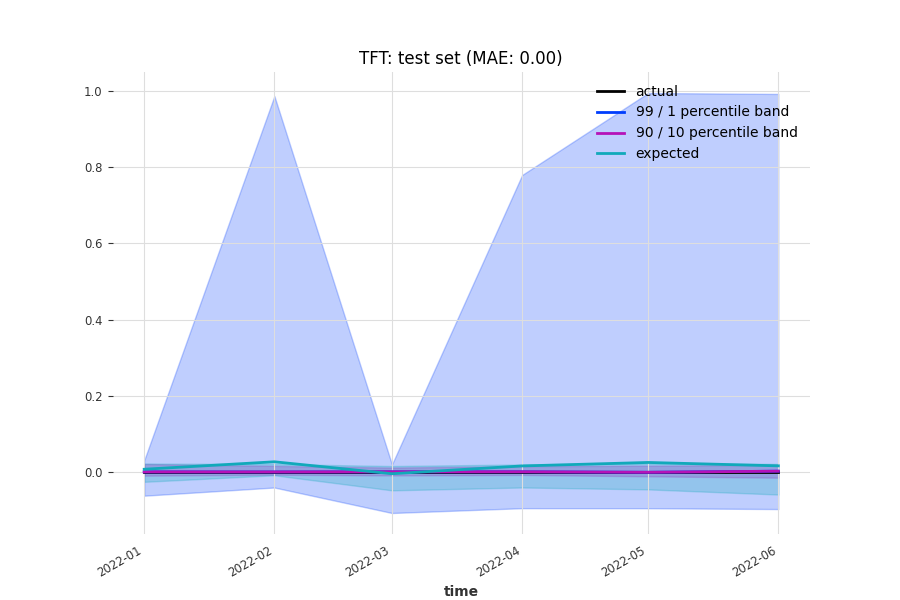 TFT: test set (MAE: 0.00)
1.0
0.8
0.6
0.4
0.2
0.0
actual
99 / 1 percentile band
90 / 10 percentile band
expected
2022-01
2022-02
2022-03
2022-04
2022-05
2022-06
time